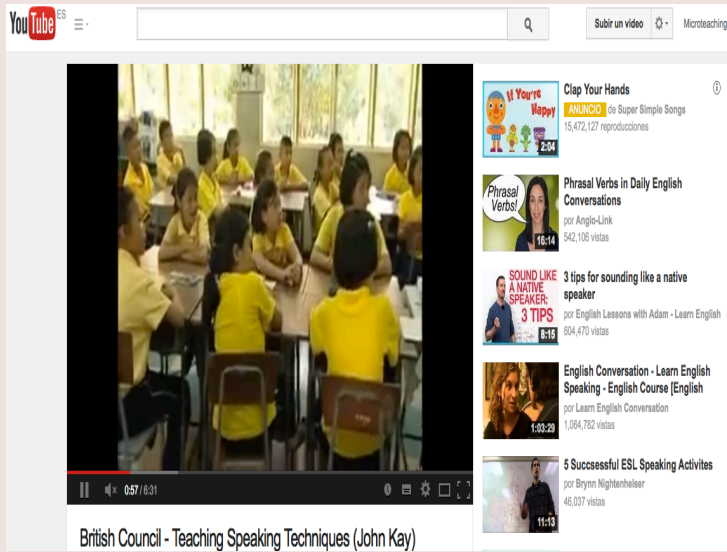 You Tube ES
Subir un video
Microteaching
If You're
Happy
2:04
Clap Your Hands
ANUNCIO de Super Simple Songs
15,472,127 reproducciones
Phrasal
Verbs!
16:14
Phrasal Verbs in Daily English
Conversations
por Anglo-Link
542,106 vistas
SOUND LIKE
A NATIVE
SPEAKER:
3 TIPS
8:15
3 tips for sounding like a native
speaker
por English Lessons with Adam - Learn English
604,470 vistas
1:03:29
English Conversation - Learn English
Speaking - English Course [English
por Learn English Conversation
1,064,782 vistas
11:13
5 Succsessful ESL Speaking Activites
por Brynn Nightenhelser
46,037 vistas
0:57 / 6:31
British Council - Teaching Speaking Techniques (John Kay)